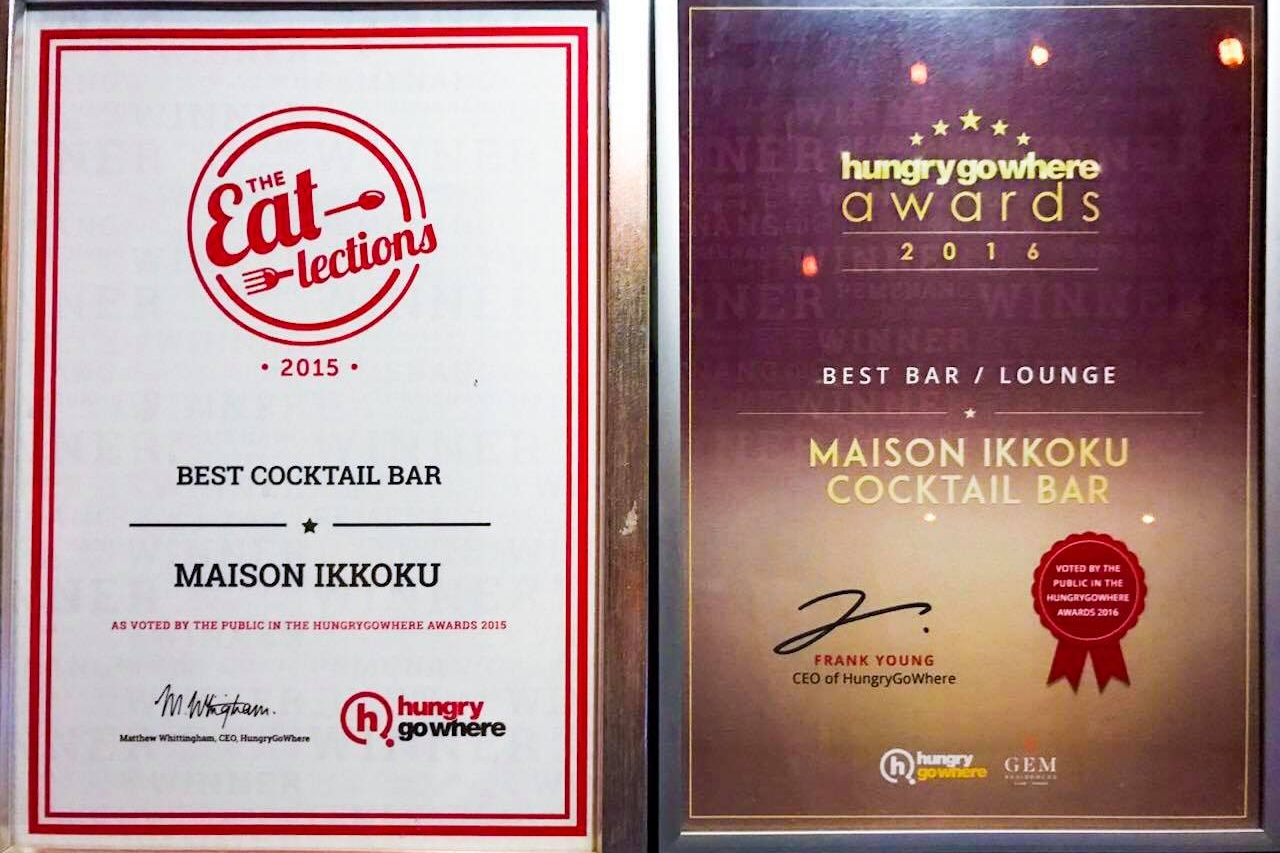 THE
Eat
lections
• 2015 •
BEST COCKTAIL BAR
MAISON IKKOKU
AS VOTED BY THE PUBLIC IN THE HUNGRYGOWHERE AWARDS 2015
M. Whittingham.
Matthew Whittingham, CEO, HungryGoWhere
h
hungry
gowhere
hungrygowhere
awards
2016
BEST BAR / LOUNGE
MAISON IKKOKU
COCKTAIL BAR
VOTED BY THE
PUBLIC IN THE
HUNGRYGOWHERE
AWARDS 2016
FRANK YOUNG
CEO of HungryGoWhere
h
hungry
gowhere
GEM
RESIDENCES